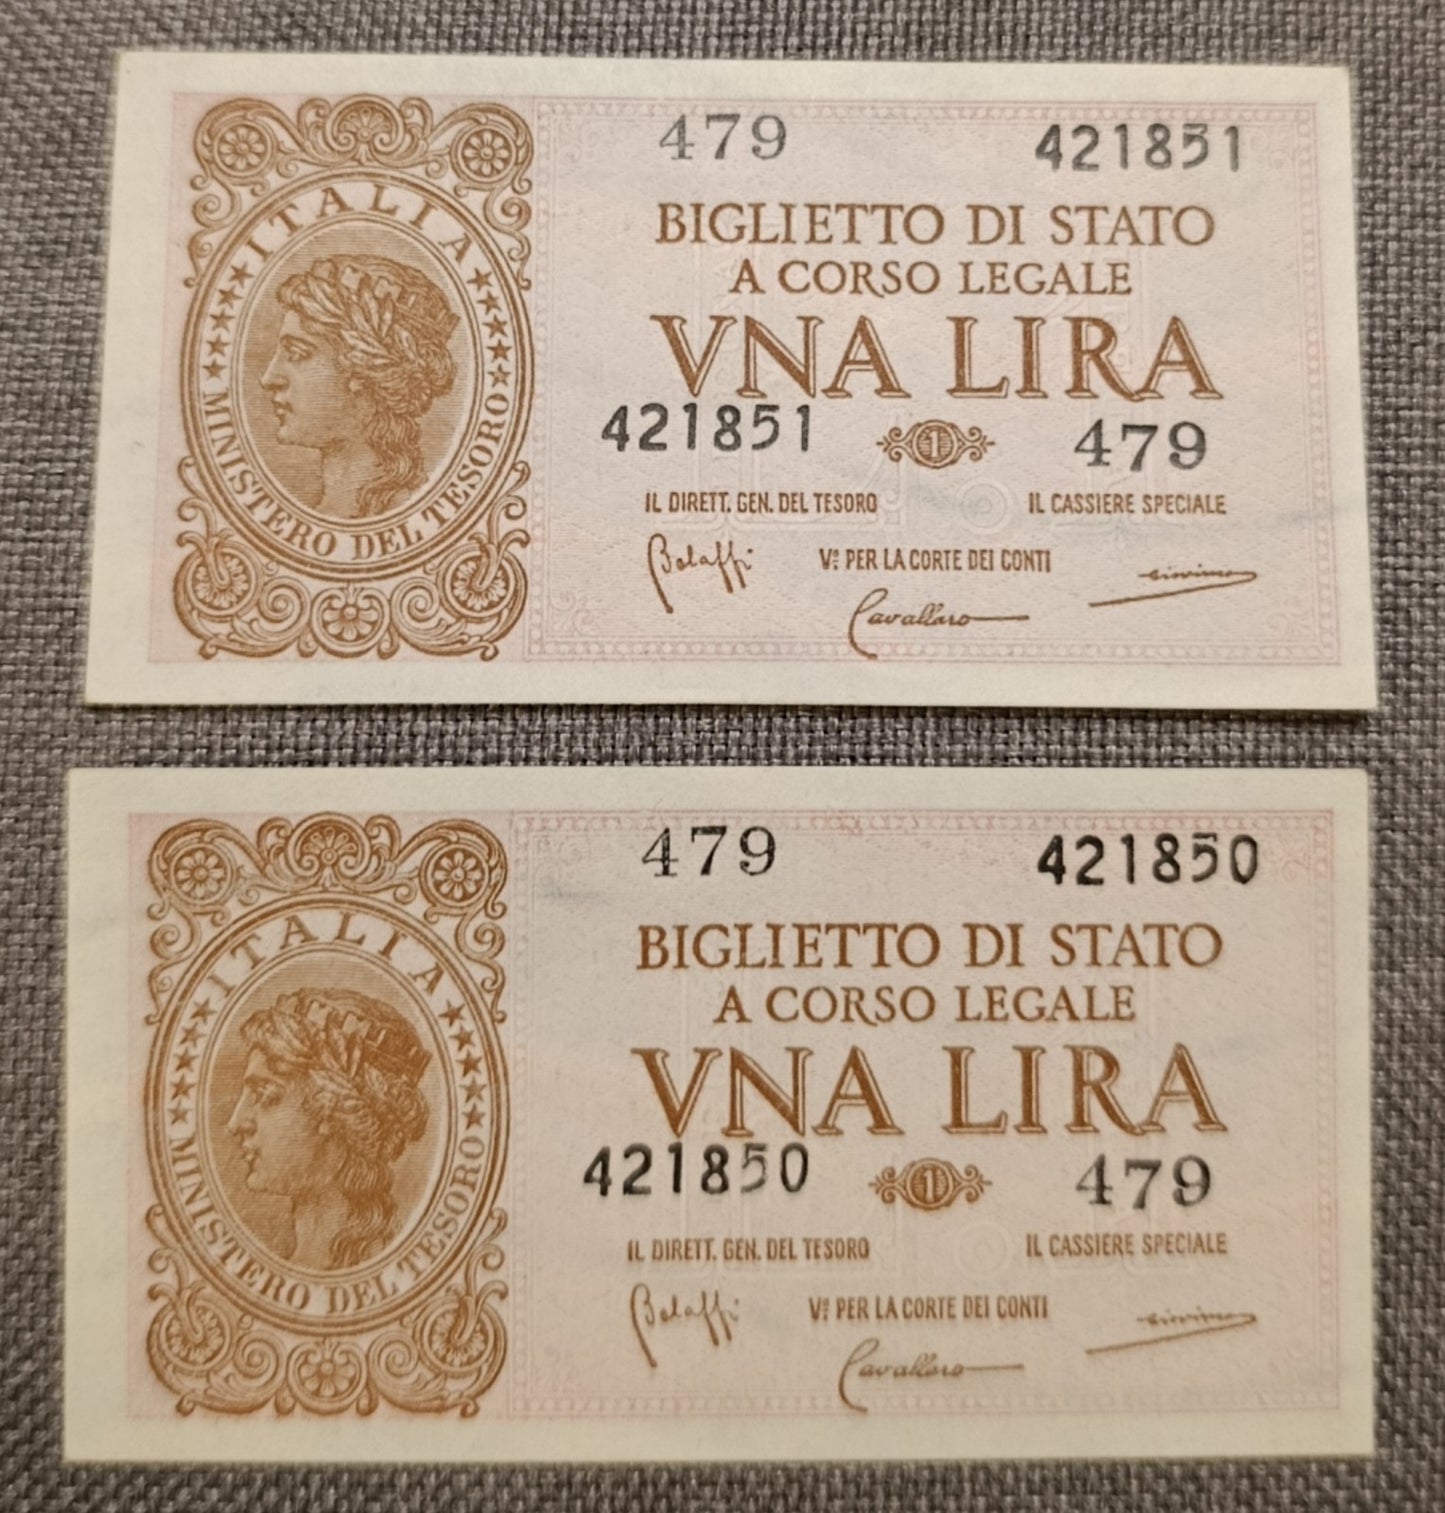 479 421851
ITALIA
BIGLIETTO DI STATO
A CORSO LEGALE
VNA LIRA
421851 1 479
MINISTERO DEL TESORO
IL DIRETT. GEN. DEL TESORO IL CASSIERE SPECIALE
Bolaffi Vº PER LA CORTE DEI CONTI
Cavallaro
479 421850
ITALIA
BIGLIETTO DI STATO
A CORSO LEGALE
VNA LIRA
421850 1 479
MINISTERO DEL TESORO
IL DIRETT. GEN. DEL TESORO IL CASSIERE SPECIALE
Bolaffi Vº PER LA CORTE DEI CONTI
Cavallaro